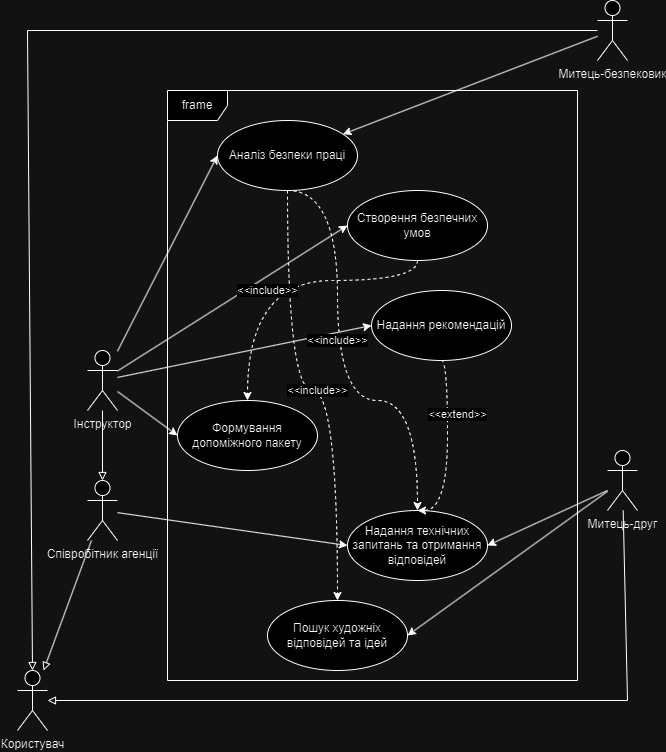 Митець-безпековик
frame
Аналіз безпеки праці
Створення безпечних
умов
<<include>>
Надання рекомендацій
<<include>>
<<include>>
<<extend>>
Інструктор
Формування
допоміжного пакету
Митець-друг
Надання технічних
запитань та отримання
відповідей
Співробітник агенції
Пошук художніх
відповідей та ідей
Користувач